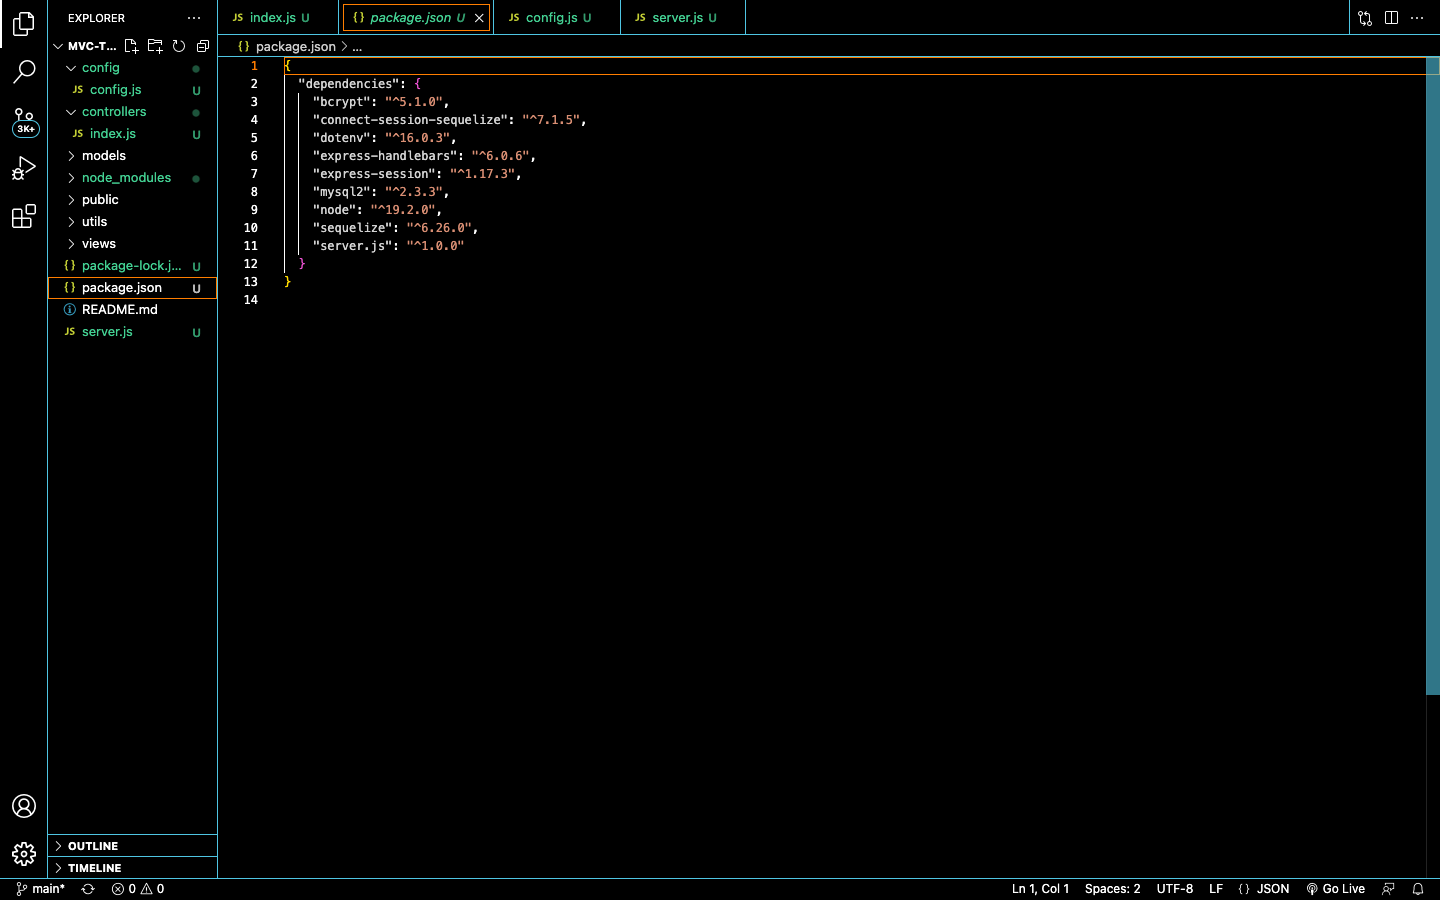 EXPLORER
MVC-T...
config
JS config.js U
controllers
JS index.js U
models
node_modules
public
utils
views
{} package-lock.j... U
{} package.json U
README.md
JS server.js U
OUTLINE
TIMELINE
3K+
JS index.js U
{} package.json U
JS config.js U
JS server.js U
{} package.json > ...
1 {
2 "dependencies": {
3 "bcrypt": "^5.1.0",
4 "connect-session-sequelize": "^7.1.5",
5 "dotenv": "^16.0.3",
6 "express-handlebars": "^6.0.6",
7 "express-session": "^1.17.3",
8 "mysql2": "^2.3.3",
9 "node": "^19.2.0",
10 "sequelize": "^6.26.0",
11 "server.js": "^1.0.0"
12 }
13 }
14
main* 0 0 Ln 1, Col 1 Spaces: 2 UTF-8 LF {} JSON Go Live